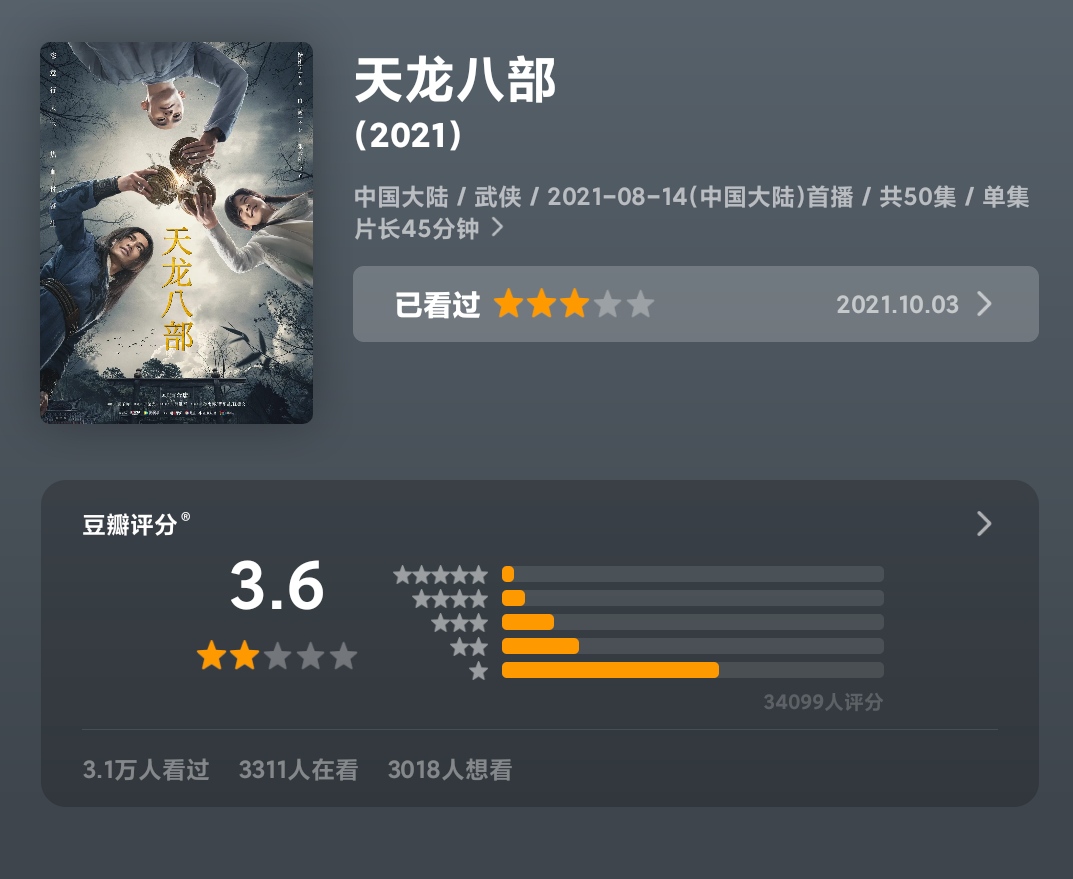 天龙八部
(2021)
中国大陆 / 武侠 / 2021-08-14(中国大陆)首播 / 共50集 / 单集
片长45分钟 >
天龙八部
已看过 ★★★★★ 2021.10.03 >
豆瓣评分® >
3.6
34099人评分
3.1万人看过 3311人在看 3018人想看